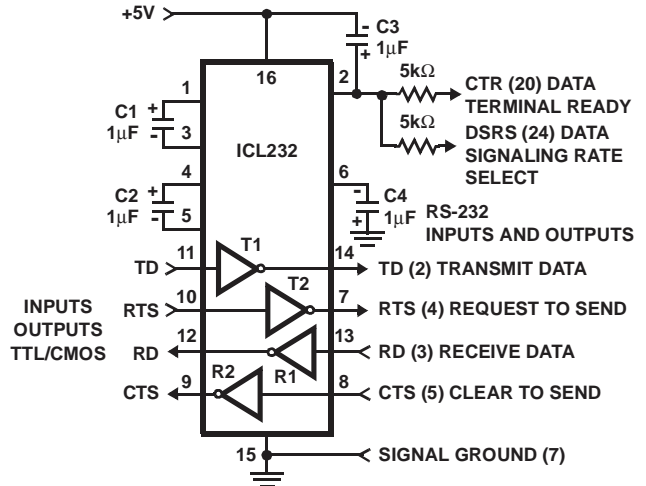 +5V
-
C3
1μF
+
16
2
5kΩ
CTR (20) DATA
TERMINAL READY
5kΩ
DSRS (24) DATA
SIGNALING RATE
SELECT
1
C1
+
1μF
-
3
ICL232
4
C2
+
1μF
-
5
6
-
C4
+
1μF
RS-232
INPUTS AND OUTPUTS
T1
TD
11
14
TD (2) TRANSMIT DATA
T2
INPUTS
OUTPUTS
TTL/CMOS
RTS
10
7
RTS (4) REQUEST TO SEND
RD
12
13
RD (3) RECEIVE DATA
R1
R2
CTS
9
8
CTS (5) CLEAR TO SEND
15
SIGNAL GROUND (7)